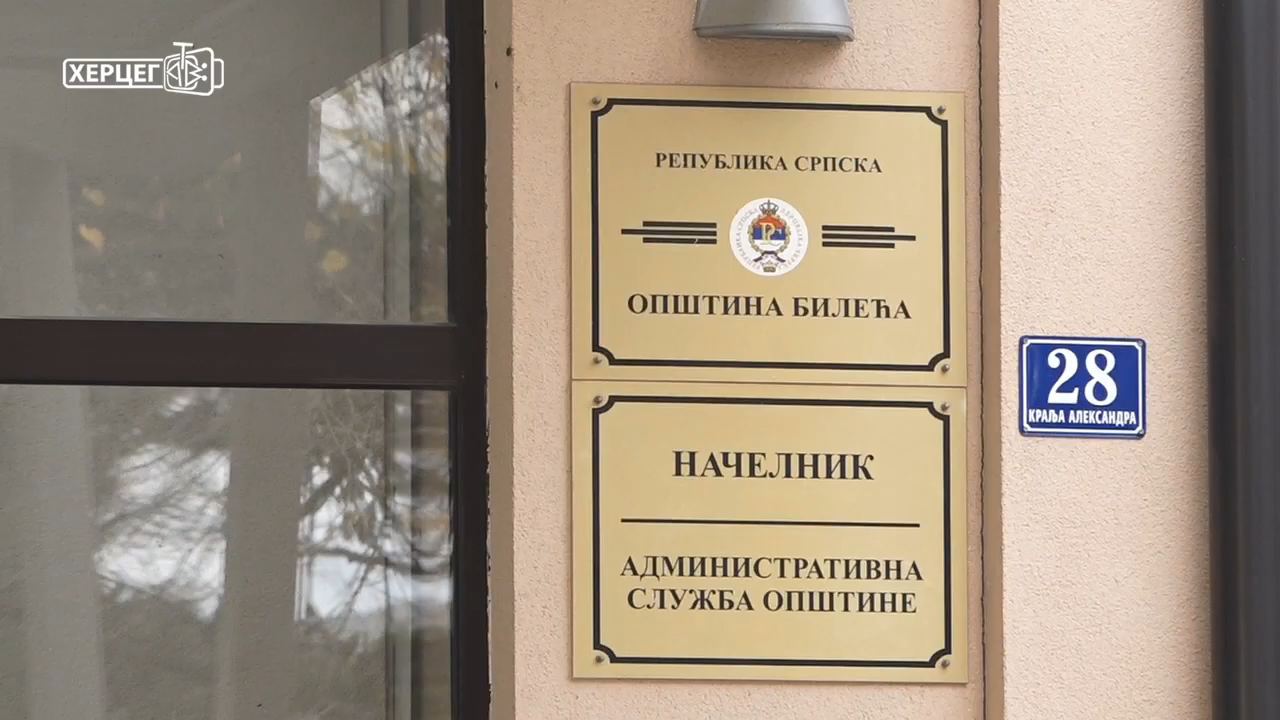 ХЕРЦЕГ
РЕПУБЛИКА СРПСКА
ОПШТИНА БИЛЕЋА
НАЧЕЛНИК
АДМИНИСТРАТИВНА
СЛУЖБА ОПШТИНЕ
28
КРАЉА АЛЕКСАНДРА